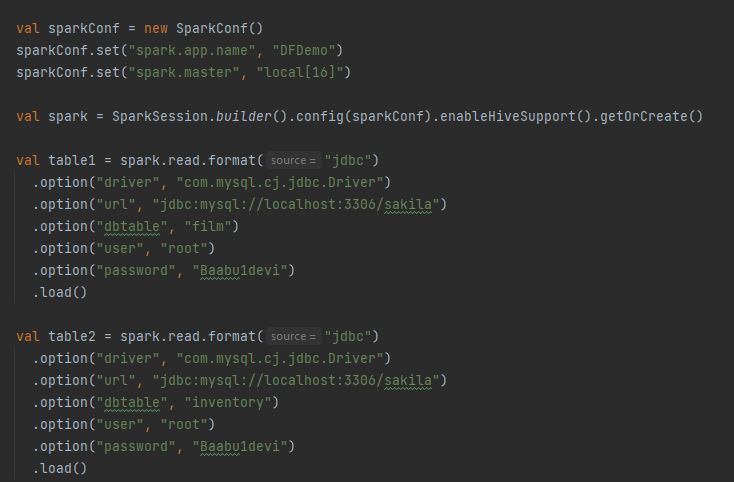 val sparkConf = new SparkConf()
sparkConf.set("spark.app.name", "DFDemo")
sparkConf.set("spark.master", "local[16]")
val spark = SparkSession.builder().config(sparkConf).enableHiveSupport().getOrCreate()
val table1 = spark.read.format( source = "jdbc")
.option("driver", "com.mysql.cj.jdbc.Driver")
.option("url", "jdbc:mysql://localhost:3306/sakila")
.option("dbtable", "film")
.option("user", "root")
.option("password", "Baabu1devi")
.load()
val table2 = spark.read.format( source = "jdbc")
.option("driver", "com.mysql.cj.jdbc.Driver")
.option("url", "jdbc:mysql://localhost:3306/sakila")
.option("dbtable", "inventory")
.option("user", "root")
.option("password", "Baabu1devi")
.load()